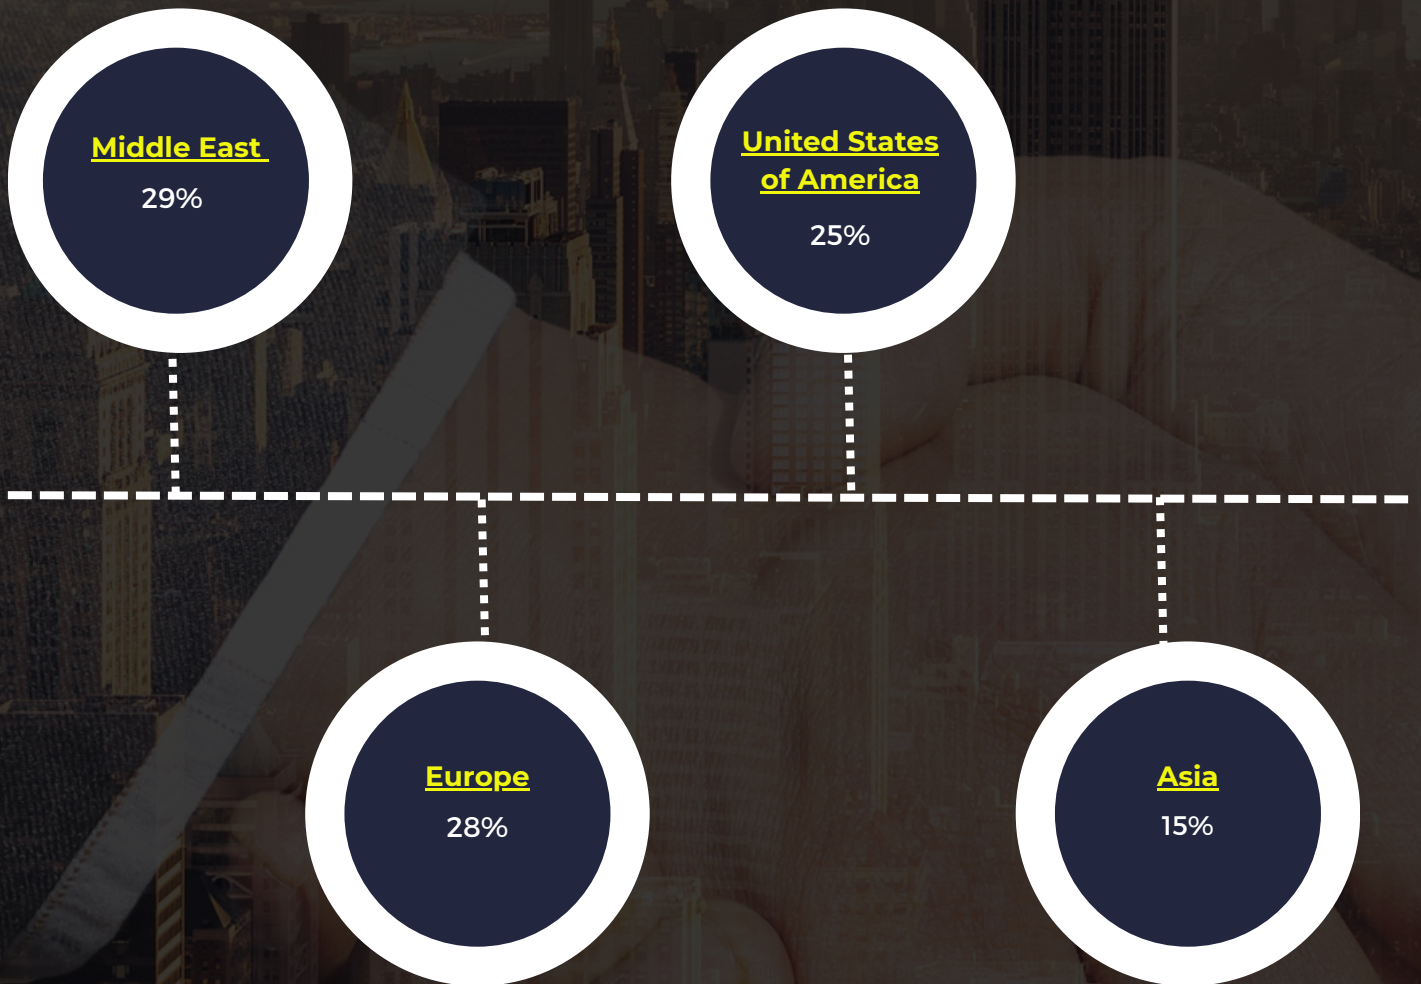 Middle East
29%
United States
of America
25%
Europe
28%
Asia
15%